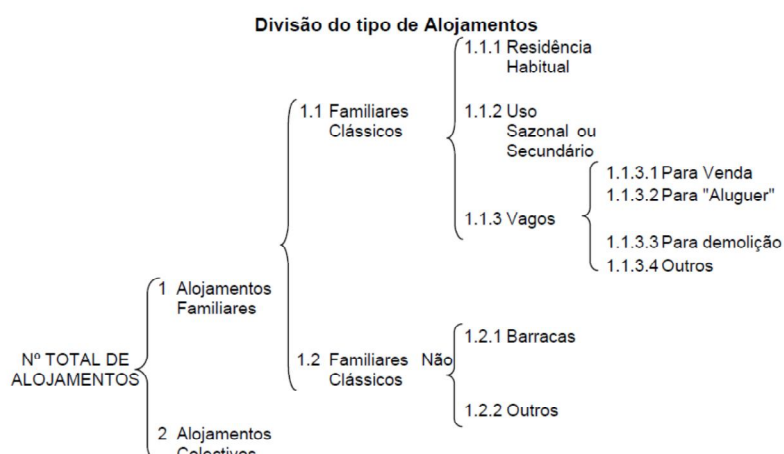 Divisão do tipo de Alojamentos
1.1.1 Residência
Habitual
1.1 Familiares
Clássicos
1.1.2 Uso
Sazonal ou
Secundário
1.1.3 Vagos
1.1.3.1 Para Venda
1.1.3.2 Para "Aluguer"
1.1.3.3 Para demolição
1.1.3.4 Outros
1 Alojamentos
Familiares
1.2 Familiares Não
Clássicos
1.2.1 Barracas
1.2.2 Outros
Nº TOTAL DE
ALOJAMENTOS
2 Alojamentos
Colectivos